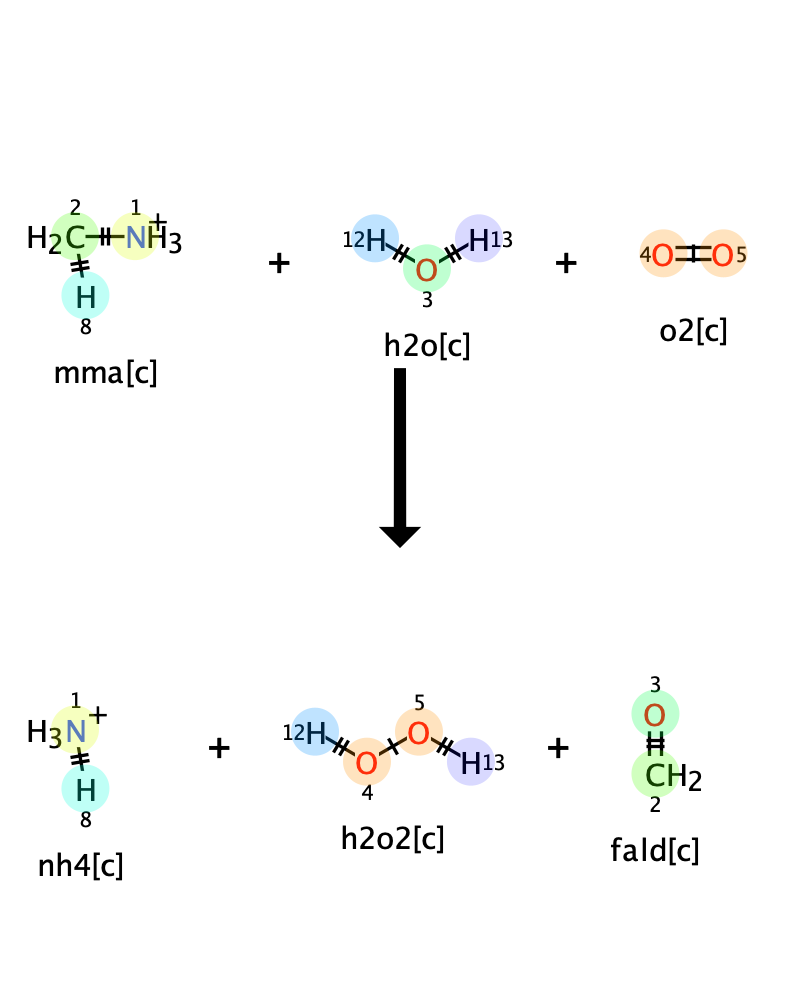 2 1
H2C NH3 +
H
8
mma[c]
+
12H H13
O
3
h2o[c]
+
4O O5
o2[c]
1
H3N +
H
8
nh4[c]
+
5
12H O
O H13
4
h2o2[c]
+
3
O
CH2
2
fald[c]